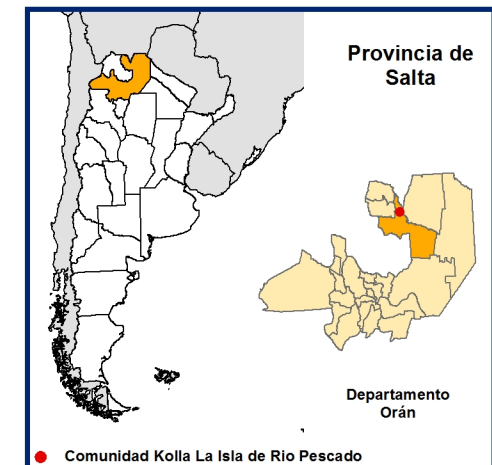 Provincia de
Salta
Departamento
Orán
Comunidad Kolla La Isla de Rio Pescado